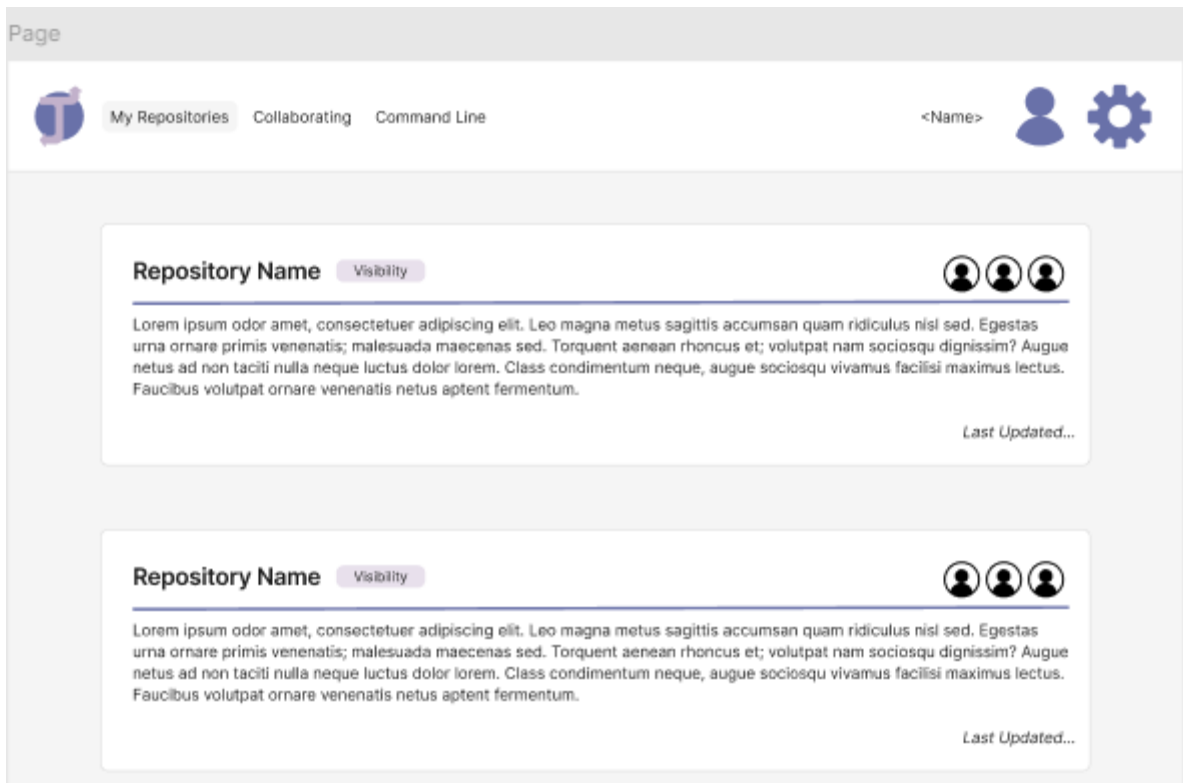 Page
My Repositories Collaborating Command Line <Name>
Repository Name Visibility
Lorem ipsum odor amet, consectetuer adipiscing elit. Leo magna metus sagittis accumsan quam ridiculus nisl sed. Egestas
urna ornare primis venenatis; malesuada maecenas sed. Torquent aenean rhoncus et; volutpat nam sociosqu dignissim? Augue
netus ad non taciti nulla neque luctus dolor lorem. Class condimentum neque, augue sociosqu vivamus facilisi maximus lectus.
Faucibus volutpat ornare venenatis netus aptent fermentum.
Last Updated...
Repository Name Visibility
Lorem ipsum odor amet, consectetuer adipiscing elit. Leo magna metus sagittis accumsan quam ridiculus nisl sed. Egestas
urna ornare primis venenatis; malesuada maecenas sed. Torquent aenean rhoncus et; volutpat nam sociosqu dignissim? Augue
netus ad non taciti nulla neque luctus dolor lorem. Class condimentum neque, augue sociosqu vivamus facilisi maximus lectus.
Faucibus volutpat ornare venenatis netus aptent fermentum.
Last Updated...